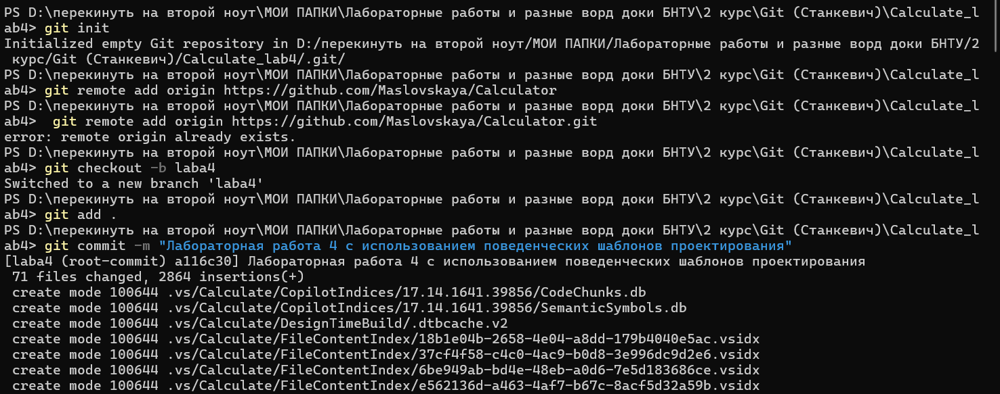 PS D:\перекинуть на второй ноут\МОИ ПАПКИ\Лабораторные работы и разные ворд доки БНТУ\2 курс\Git (Станкевич)\Calculate_l
ab4> git init
Initialized empty Git repository in D:/перекинуть на второй ноут/МОИ ПАПКИ/Лабораторные работы и разные ворд доки БНТУ/2
 курс/Git (Станкевич)/Calculate_lab4/.git/
PS D:\перекинуть на второй ноут\МОИ ПАПКИ\Лабораторные работы и разные ворд доки БНТУ\2 курс\Git (Станкевич)\Calculate_l
ab4> git remote add origin https://github.com/Maslovskaya/Calculator
PS D:\перекинуть на второй ноут\МОИ ПАПКИ\Лабораторные работы и разные ворд доки БНТУ\2 курс\Git (Станкевич)\Calculate_l
ab4>  git remote add origin https://github.com/Maslovskaya/Calculator.git
error: remote origin already exists.
PS D:\перекинуть на второй ноут\МОИ ПАПКИ\Лабораторные работы и разные ворд доки БНТУ\2 курс\Git (Станкевич)\Calculate_l
ab4> git checkout -b laba4
Switched to a new branch 'laba4'
PS D:\перекинуть на второй ноут\МОИ ПАПКИ\Лабораторные работы и разные ворд доки БНТУ\2 курс\Git (Станкевич)\Calculate_l
ab4> git add .
PS D:\перекинуть на второй ноут\МОИ ПАПКИ\Лабораторные работы и разные ворд доки БНТУ\2 курс\Git (Станкевич)\Calculate_l
ab4> git commit -m "Лабораторная работа 4 с использованием поведенческих шаблонов проектирования"
[laba4 (root-commit) a116c30] Лабораторная работа 4 с использованием поведенческих шаблонов проектирования
 71 files changed, 2864 insertions(+)
 create mode 100644 .vs/Calculate/CopilotIndices/17.14.1641.39856/CodeChunks.db
 create mode 100644 .vs/Calculate/CopilotIndices/17.14.1641.39856/SemanticSymbols.db
 create mode 100644 .vs/Calculate/DesignTimeBuild/.dtbcache.v2
 create mode 100644 .vs/Calculate/FileContentIndex/18b1e04b-2658-4e04-a8dd-179b4040e5ac.vsidx
 create mode 100644 .vs/Calculate/FileContentIndex/37cf4f58-c4c0-4ac9-b0d8-3e996dc9d2e6.vsidx
 create mode 100644 .vs/Calculate/FileContentIndex/6be949ab-bd4e-48eb-a0d6-7e5d183686ce.vsidx
 create mode 100644 .vs/Calculate/FileContentIndex/e562136d-a463-4af7-b67c-8acf5d32a59b.vsidx